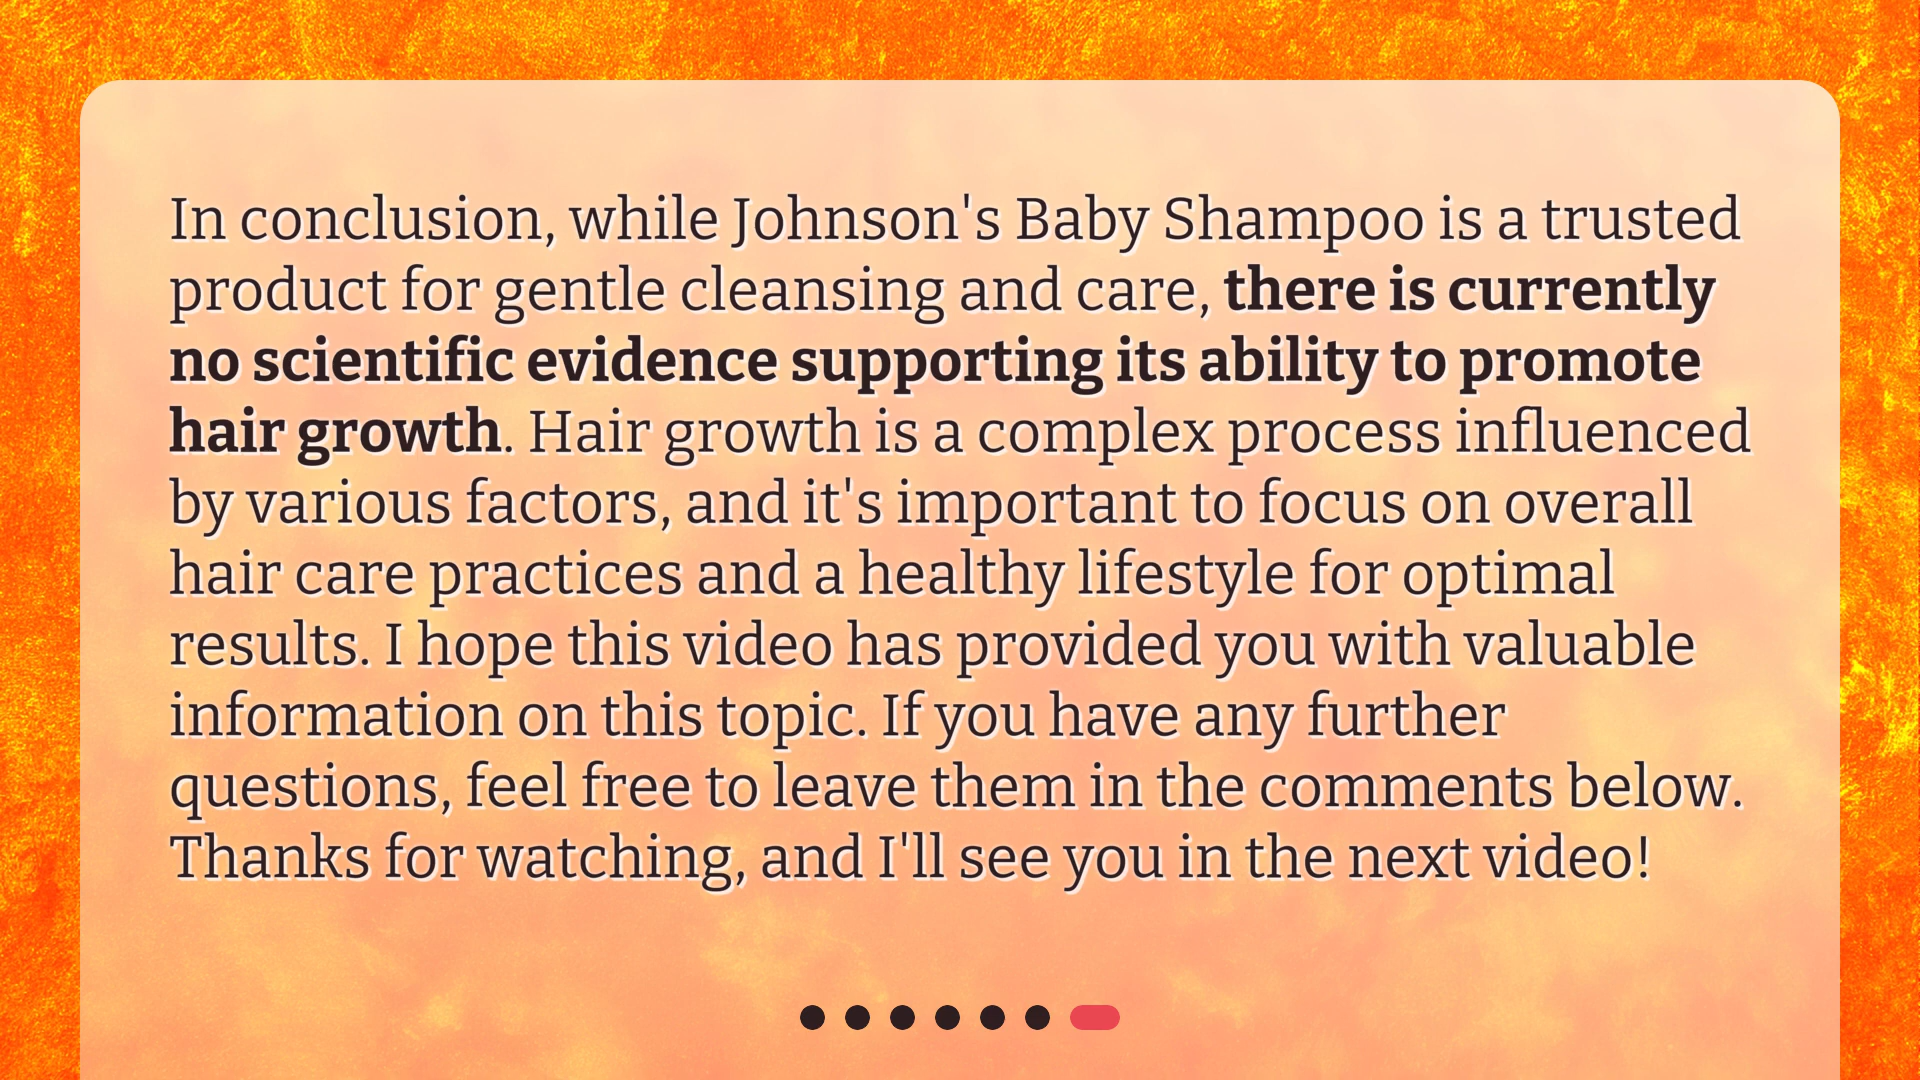 In conclusion, while Johnson's Baby Shampoo is a trusted
product for gentle cleansing and care, there is currently
no scientific evidence supporting its ability to promote
hair growth. Hair growth is a complex process influenced
by various factors, and it's important to focus on overall
hair care practices and a healthy lifestyle for optimal
results. I hope this video has provided you with valuable
information on this topic. If you have any further
questions, feel free to leave them in the comments below.
Thanks for watching, and I'll see you in the next video!